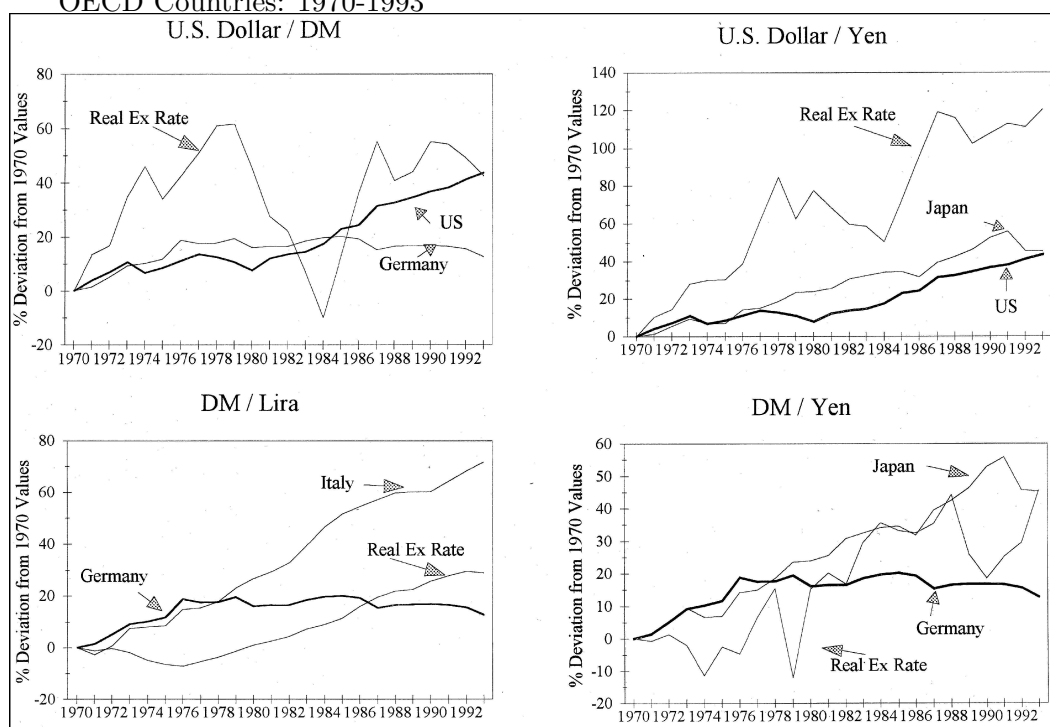 OECD Countries: 1970-1993
U.S. Dollar / DM
% Deviation from 1970 Values
80
60
40
20
0
-20
Real Ex Rate
US
Germany
1970 1972 1974 1976 1978 1980 1982 1984 1986 1988 1990 1992
U.S. Dollar / Yen
% Deviation from 1970 Values
140
120
100
80
60
40
20
0
Real Ex Rate
Japan
US
1970 1972 1974 1976 1978 1980 1982 1984 1986 1988 1990 1992
DM / Lira
% Deviation from 1970 Values
80
60
40
20
0
-20
Italy
Real Ex Rate
Germany
1970 1972 1974 1976 1978 1980 1982 1984 1986 1988 1990 1992
DM / Yen
% Deviation from 1970 Values
60
50
40
30
20
10
0
-10
-20
Japan
Germany
Real Ex Rate
1970 1972 1974 1976 1978 1980 1982 1984 1986 1988 1990 1992